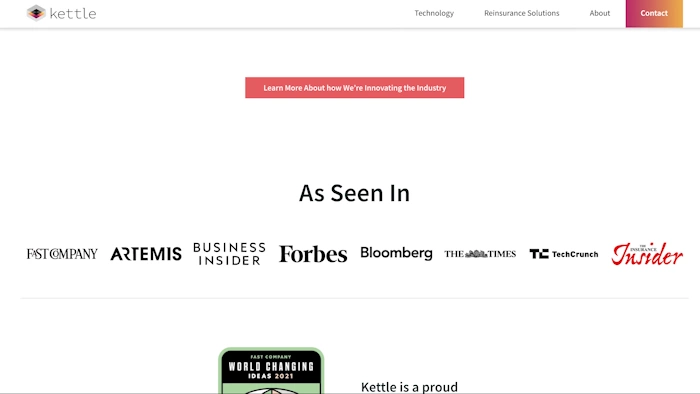 kettle
Technology
Reinsurance Solutions
About
Contact
Learn More About how We're Innovating the Industry
As Seen In
FAST COMPANY
ARTEMIS
BUSINESS
INSIDER
Forbes
Bloomberg
THE TIMES
TC TechCrunch
THE
INSURANCE
Insider
FAST COMPANY
WORLD CHANGING
IDEAS 2021
Kettle is a proud